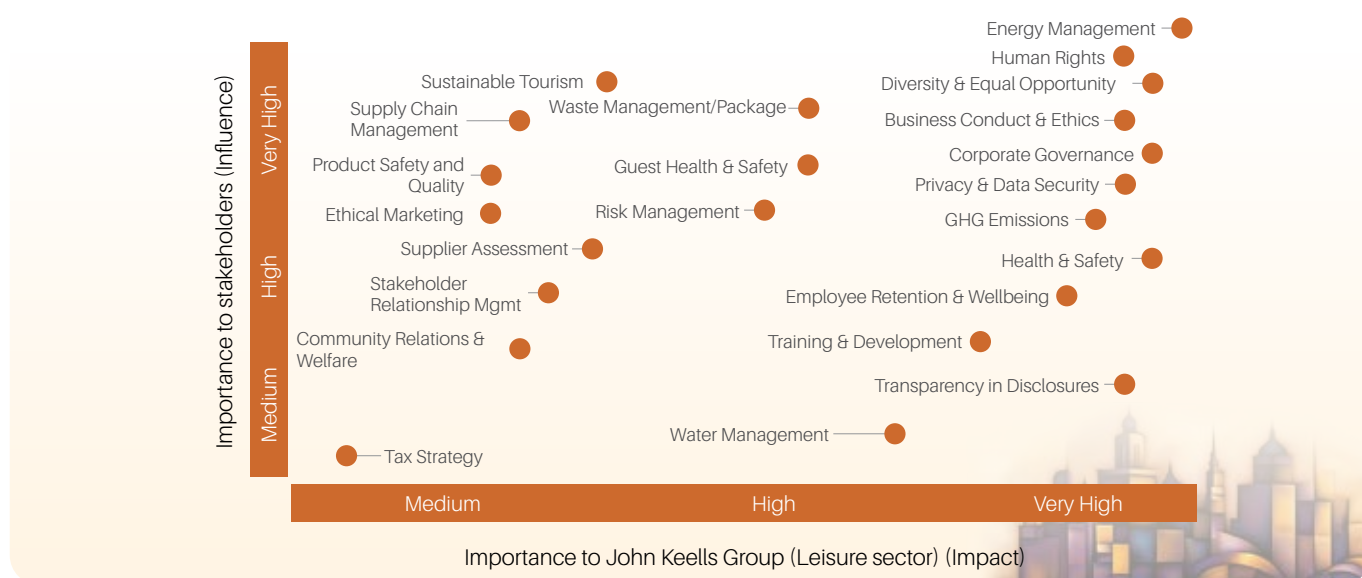 Energy Management
Human Rights
Sustainable Tourism
Diversity & Equal Opportunity
Supply Chain
Management
Waste Management/Package
Business Conduct & Ethics
Product Safety and
Quality
Guest Health & Safety
Corporate Governance
Privacy & Data Security
Ethical Marketing
Risk Management
GHG Emissions
Supplier Assessment
Health & Safety
Stakeholder
Relationship Mgmt
Employee Retention & Wellbeing
Community Relations &
Welfare
Training & Development
Transparency in Disclosures
Water Management
Tax Strategy
Importance to stakeholders (Influence)
Very High
High
Medium
Medium
High
Very High
Importance to John Keells Group (Leisure sector) (Impact)